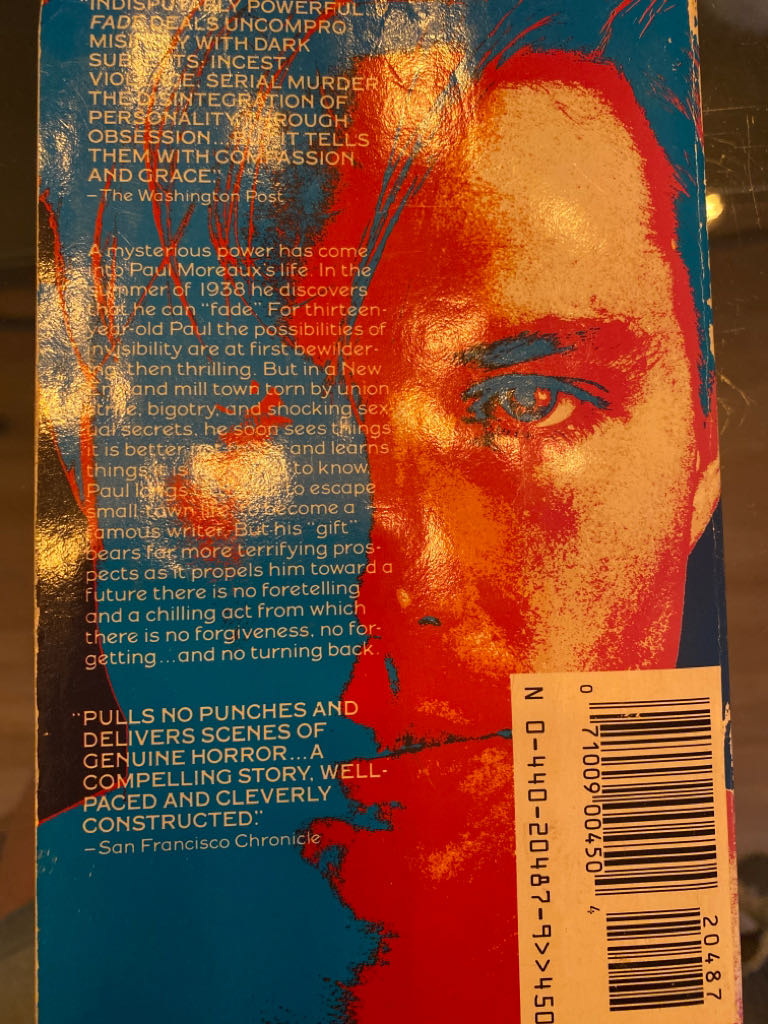 "INDISPUTABLY POWERFUL...
FADE DEALS UNCOMPRO-
WITH DARK
SUBJECTS: INCEST,
SERIAL MURDER,
THE DISINTEGRATION OF
PERSONALITY THROUGH
OBSESSION... IT TELLS
THEM WITH COMPASSION
AND GRACE."
—The Washington Post
A mysterious power has come
into Paul Moreaux's life. In the
summer of 1938 he discovers
that he can "fade." For thirteen-
year-old Paul the possibilities of
invisibility are at first bewilder-
ing, then thrilling. But in a New
England mill town torn by union
strife, bigotry, and shocking sex-
ual secrets, he soon sees things
it is better and learns
things it is to know.
Paul to escape
small town life, to become a
famous writer. But his "gift"
bears far more terrifying pros-
pects as it propels him toward a
future there is no foretelling
and a chilling act from which
there is no forgiveness, no for-
getting...and no turning back.
"PULLS NO PUNCHES AND
DELIVERS SCENES OF
GENUINE HORROR...A
COMPELLING STORY, WELL-
PACED AND CLEVERLY
CONSTRUCTED."
—San Francisco Chronicle
0 71009 00450 4
20487
N 0-440-20487-9>>450